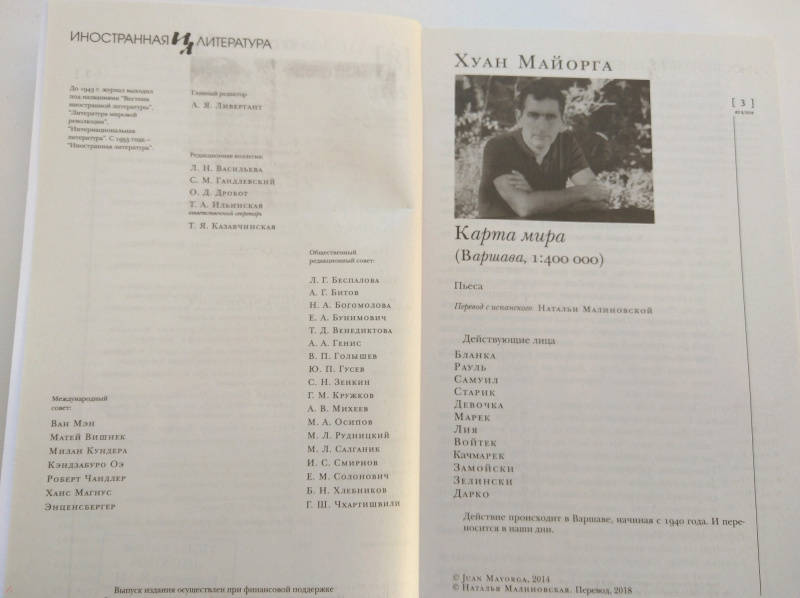 ИНОСТРАННАЯ ИЛ ЛИТЕРАТУРА
До 1943 г. журнал выходил
под названиями "Вестник
иностранной литературы",
"Литература мировой
революции",
"Интернациональная
литература". С 1955 года –
"Иностранная литература".
Главный редактор
А. Я. Ливергант
Редакционная коллегия:
Л. Н. Васильева
С. М. Гандлевский
О. Д. Дробот
Т. А. Ильинская
ответственный секретарь
Т. Я. Казавчинская
Общественный
редакционный совет:
Л. Г. Беспалова
А. Г. Битов
Н. А. Богомолова
Е. А. Бунимович
Т. Д. Венедиктова
А. А. Генис
В. П. Голышев
Ю. П. Гусев
С. Н. Зенкин
Г. М. Кружков
А. В. Михеев
М. А. Осипов
М. Л. Рудницкий
М. Л. Салганик
И. С. Смирнов
Е. М. Солонович
Б. Н. Хлебников
Г. Ш. Чхартишвили
Международный
совет:
Ван Мэн
Матей Вишнек
Милан Кундера
Кэндзабуро Оэ
Роберт Чандлер
Ханс Магнус
Энценсбергер
Выпуск издания осуществлен при финансовой поддержке
Хуан Майорга
[ 3 ]
Карта мира
(Варшава, 1:400 000)
Пьеса
Перевод с испанского Натальи Малиновской
Действующие лица
Бланка
Рауль
Самуил
Старик
Девочка
Марек
Лия
Войтек
Качмарек
Замойски
Зелински
Дарко
Действие происходит в Варшаве, начиная с 1940 года. И пере-
носится в наши дни.
© Juan Mayorga, 2014
© Наталья Малиновская. Перевод, 2018